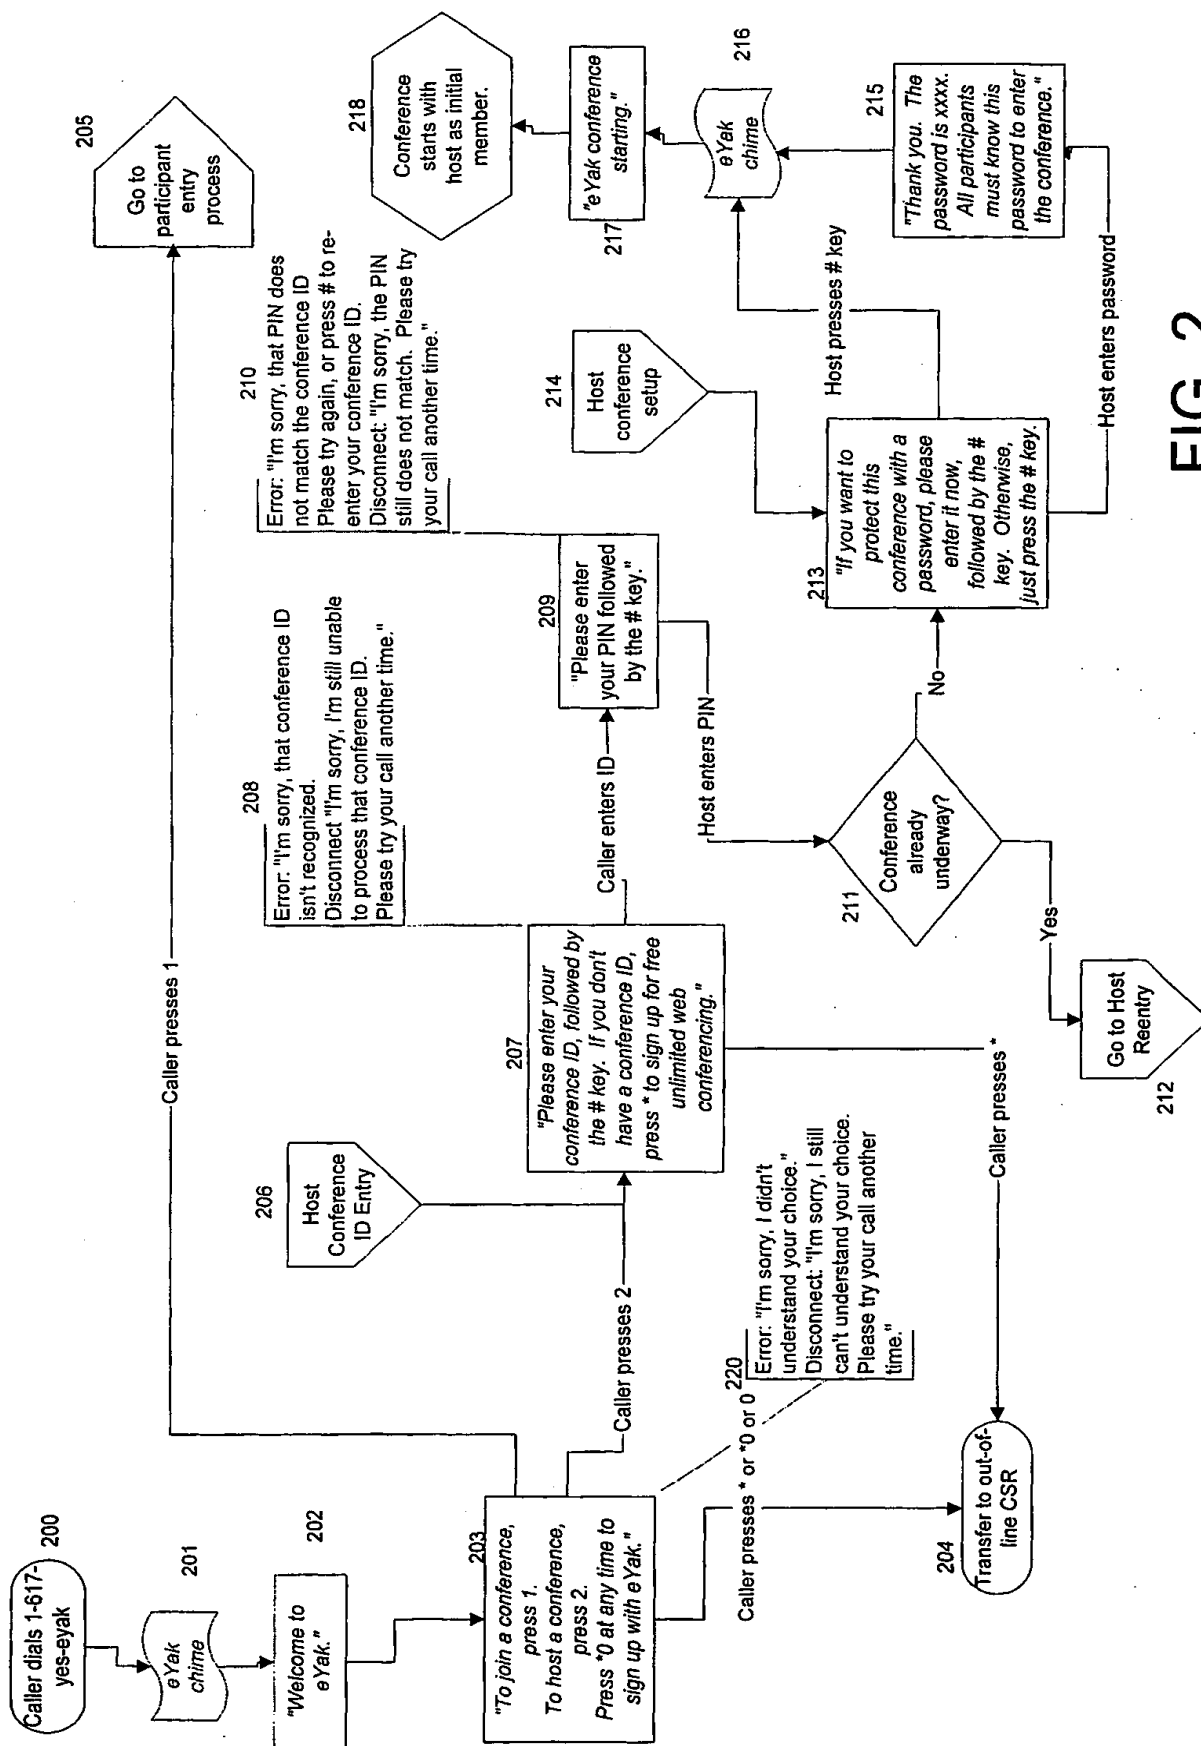 200
Caller dials 1-617-
yes-eyak
201
eYak
chime
202
"Welcome to
eYak."
203
"To join a conference,
press 1.
To host a conference,
press 2.
Press *0 at any time to
sign up with eYak."
Caller presses 1
205
Go to
participant
entry
process
Caller presses 2
Caller presses * or *0 or 0
220
Error: "I'm sorry, I didn't
understand your choice."
Disconnect: "I'm sorry, I still
can't understand your choice.
Please try your call another
time."
204
Transfer to out-of-
line CSR
206
Host
Conference
ID Entry
207
"Please enter your
conference ID, followed by
the # key. If you don't
have a conference ID,
press * to sign up for free
unlimited web
conferencing."
Caller presses *
208
Error: "I'm sorry, that conference ID
isn't recognized.
Disconnect "I'm sorry, I'm still unable
to process that conference ID.
Please try your call another time."
Caller enters ID
209
"Please enter
your PIN followed
by the # key."
210
Error: "I'm sorry, that PIN does
not match the conference ID
Please try again, or press # to re-
enter your conference ID.
Disconnect: "I'm sorry, the PIN
still does not match. Please try
your call another time."
Host enters PIN
211
Conference
already
underway?
Yes
Go to Host
Reentry
212
No
213
"If you want to
protect this
conference with a
password, please
enter it now,
followed by the #
key. Otherwise,
just press the # key.
214
Host
conference
setup
Host presses # key
Host enters password
215
"Thank you. The
password is xxxx.
All participants
must know this
password to enter
the conference."
216
eYak
chime
217
"eYak conference
starting."
218
Conference
starts with
host as initial
member.
FIG. 2